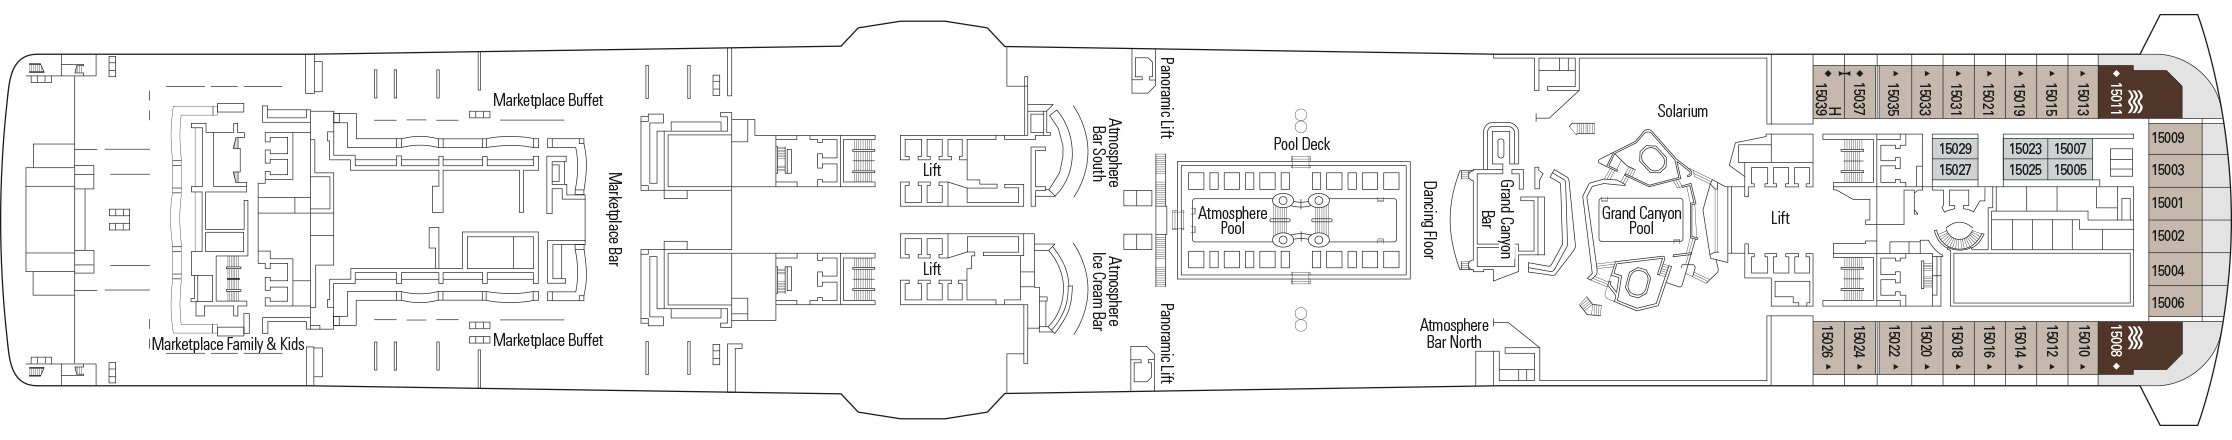 Marketplace Buffet
Marketplace Family & Kids
Marketplace Buffet
Marketplace Bar
Lift
Lift
Atmosphere
Bar South
Atmosphere
Ice Cream Bar
Panoramic Lift
Panoramic Lift
Pool Deck
Atmosphere
Pool
Dancing Floor
Grand Canyon
Bar
Atmosphere
Bar North
Solarium
Grand Canyon
Pool
Lift
15039
H
15037
15035
15033
15031
15021
15019
15015
15013
15011
15029
15027
15023
15007
15025
15005
15009
15003
15001
15002
15004
15006
15026
15024
15022
15020
15018
15016
15014
15012
15010
15008